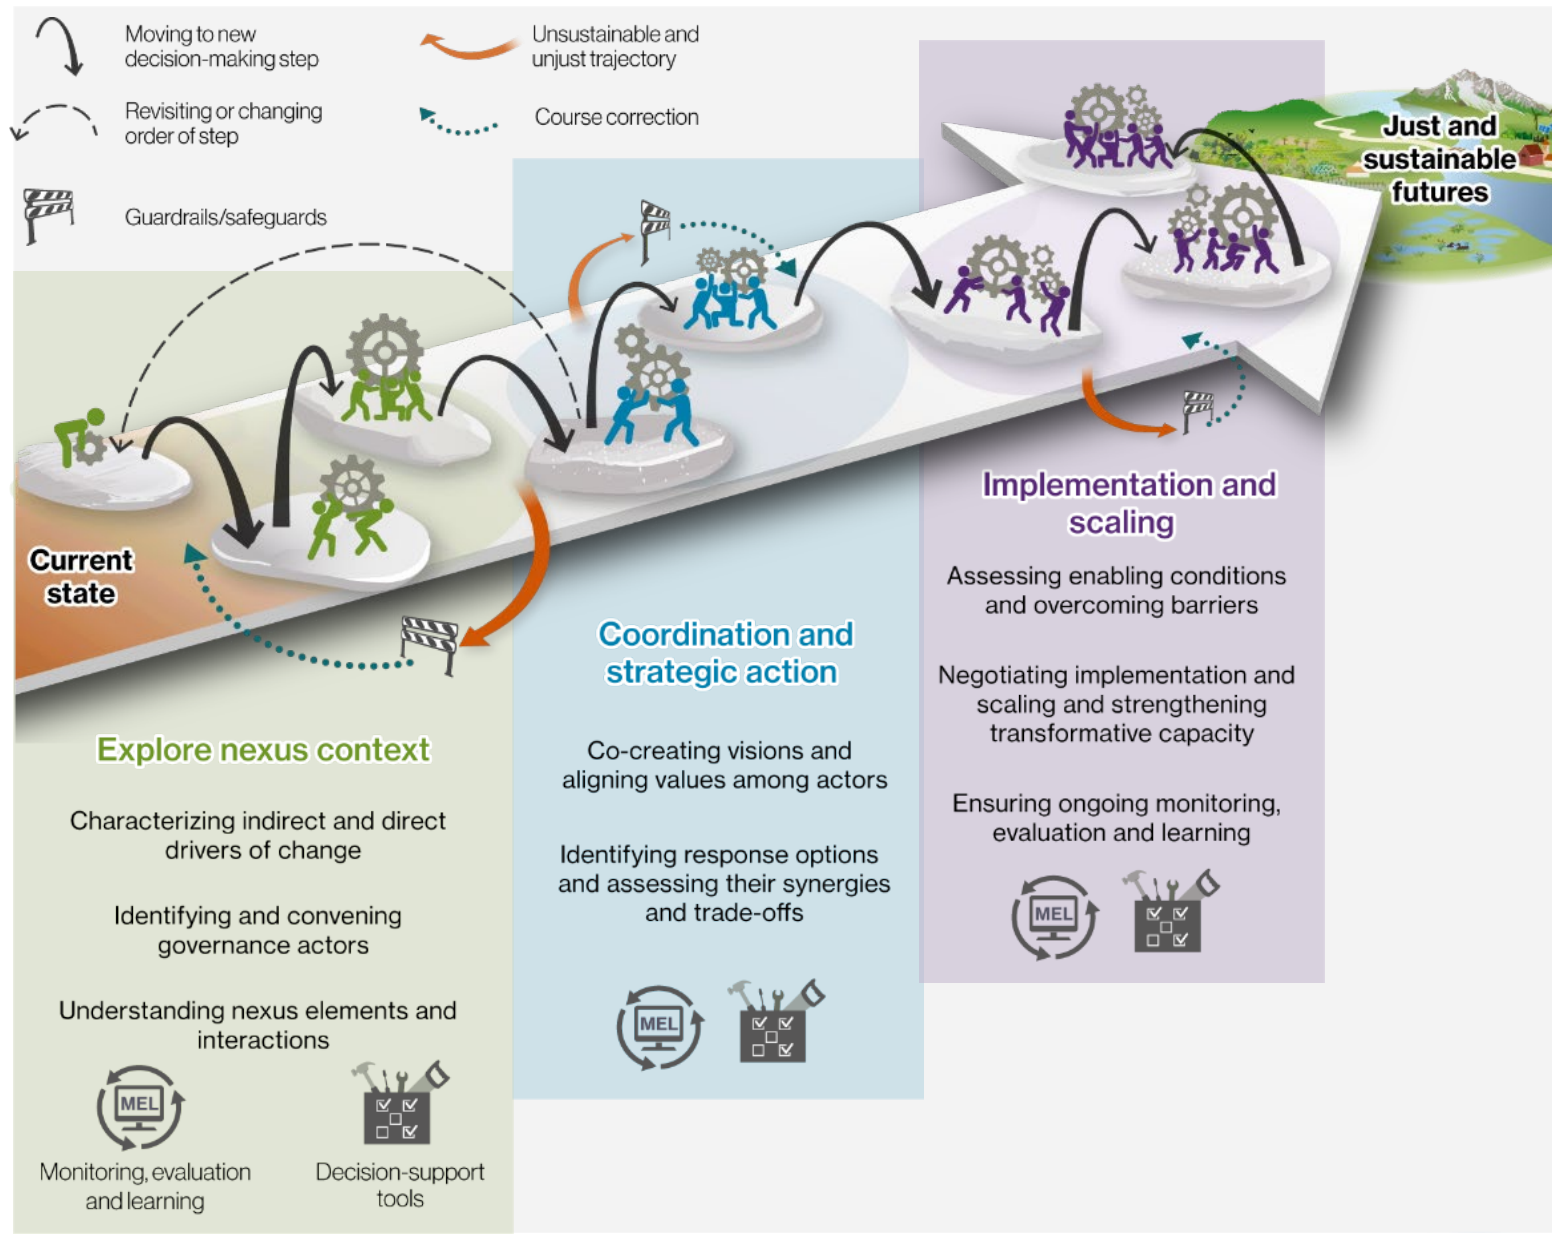 Moving to new
decision-making step
Unsustainable and
unjust trajectory
Revisiting or changing
order of step
Course correction
Guardrails/safeguards
Just and
sustainable
futures
Current
state
Explore nexus context
Characterizing indirect and direct
drivers of change
Identifying and convening
governance actors
Understanding nexus elements and
interactions
MEL
Monitoring, evaluation
and learning
Decision-support
tools
Coordination and
strategic action
Co-creating visions and
aligning values among actors
Identifying response options
and assessing their synergies
and trade-offs
MEL
Implementation and
scaling
Assessing enabling conditions
and overcoming barriers
Negotiating implementation and
scaling and strengthening
transformative capacity
Ensuring ongoing monitoring,
evaluation and learning
MEL